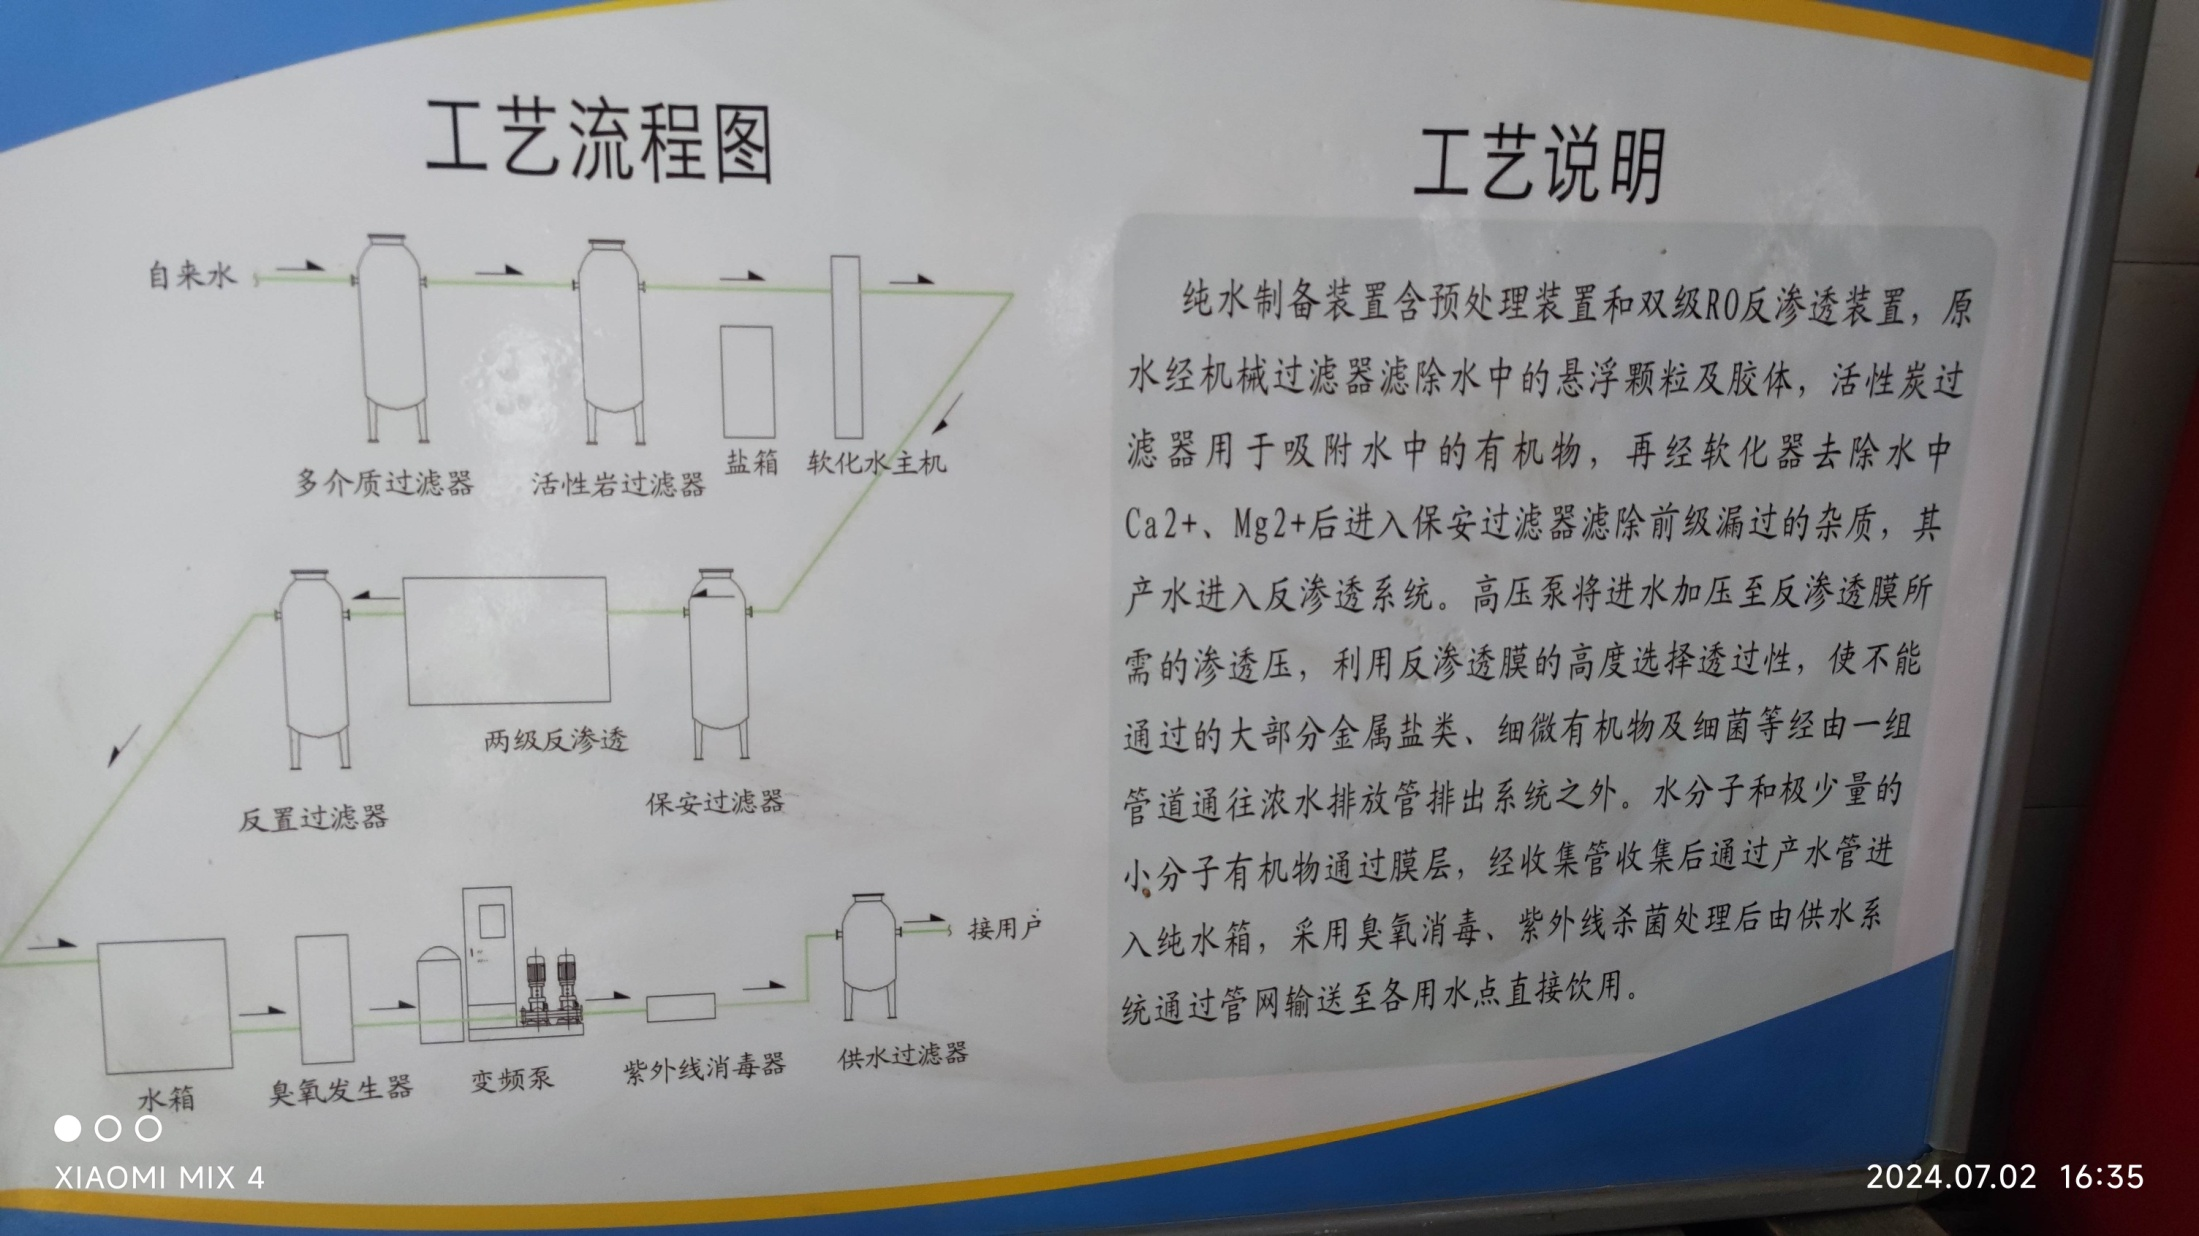 工艺流程图
自来水
多介质过滤器
活性岩过滤器
盐箱
软化水主机
反置过滤器
两级反渗透
保安过滤器
水箱
臭氧发生器
变频泵
紫外线消毒器
供水过滤器
接用户
工艺说明
纯水制备装置含预处理装置和双级RO反渗透装置，原
水经机械过滤器滤除水中的悬浮颗粒及胶体，活性炭过
滤器用于吸附水中的有机物，再经软化器去除水中
Ca2+、Mg2+后进入保安过滤器滤除前级漏过的杂质，其
产水进入反渗透系统。高压泵将进水加压至反渗透膜所
需的渗透压，利用反渗透膜的高度选择透过性，使不能
通过的大部分金属盐类、细微有机物及细菌等经由一组
管道通往浓水排放管排出系统之外。水分子和极少量的
小分子有机物通过膜层，经收集管收集后通过产水管进
入纯水箱，采用臭氧消毒、紫外线杀菌处理后由供水系
统通过管网输送至各用水点直接饮用。
XIAOMI MIX 4
2024.07.02 16:35